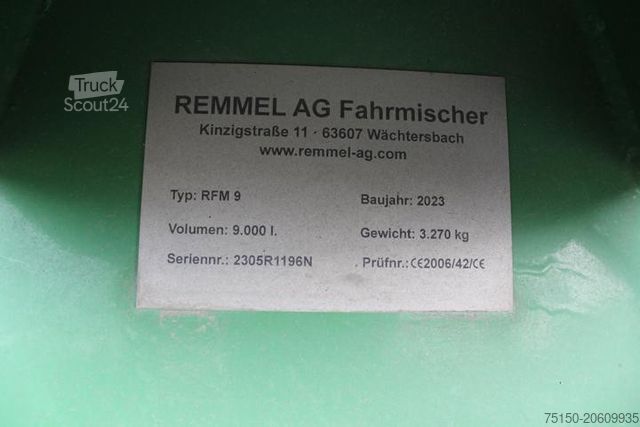 Truck
Scout24
REMMEL AG Fahrmischer
Kinzigstraße 11 · 63607 Wächtersbach
www.remmel-ag.com
Typ: RFM 9
Baujahr: 2023
Volumen: 9.000 l.
Gewicht: 3.270 kg
Seriennr.: 2305R1196N
Prüfnr.: CE2006/42/CE
75150-20609935